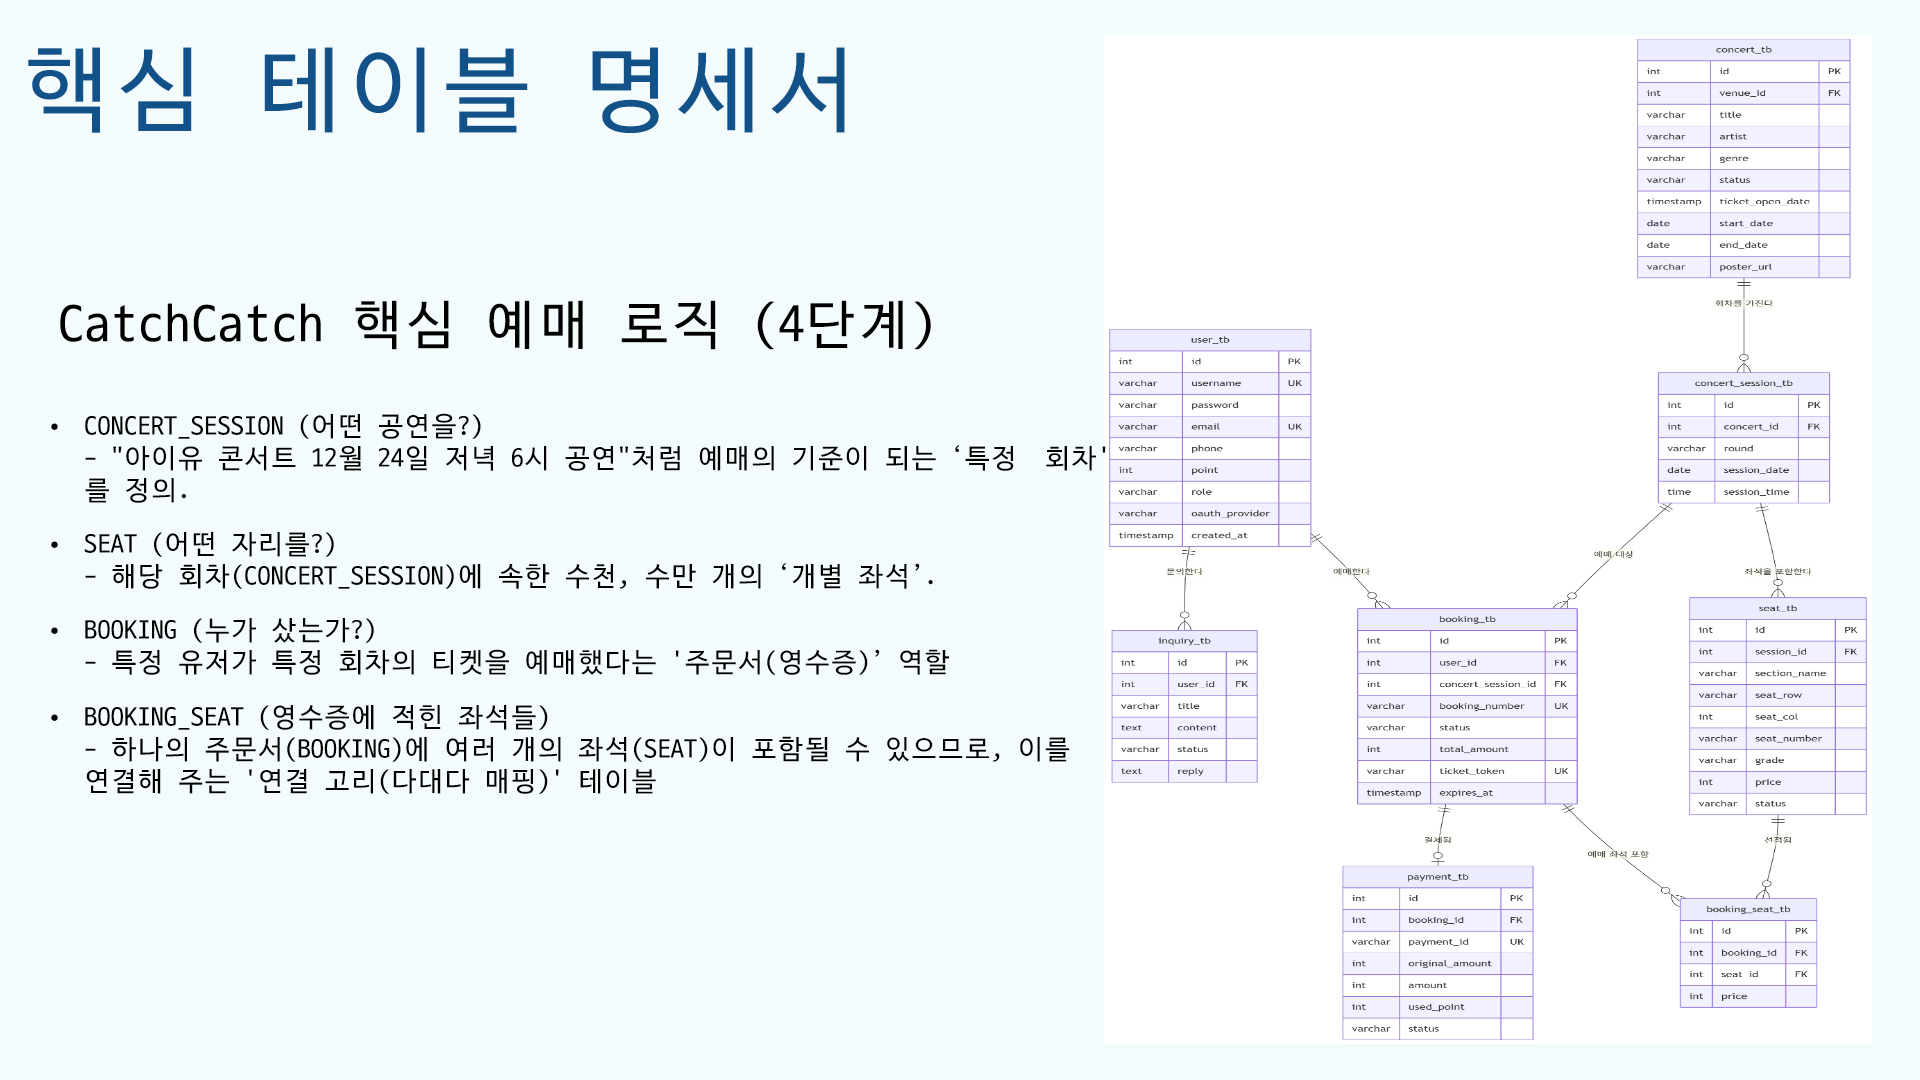 핵심 테이블 명세서
CatchCatch 핵심 예매 로직 (4단계)
• CONCERT_SESSION (어떤 공연을?)
– "아이유 콘서트 12월 24일 저녁 6시 공연"처럼 예매의 기준이 되는 ‘특정 회차'
를 정의.
• SEAT (어떤 자리를?)
– 해당 회차(CONCERT_SESSION)에 속한 수천, 수만 개의 ‘개별 좌석’.
• BOOKING (누가 샀는가?)
– 특정 유저가 특정 회차의 티켓을 예매했다는 '주문서(영수증)’ 역할
• BOOKING_SEAT (영수증에 적힌 좌석들)
– 하나의 주문서(BOOKING)에 여러 개의 좌석(SEAT)이 포함될 수 있으므로, 이를
연결해 주는 '연결 고리(다대다 매핑)' 테이블
concert_tb
int id PK
int venue_id FK
varchar title
varchar artist
varchar genre
varchar status
timestamp ticket_open_date
date start_date
date end_date
varchar poster_url
회차를 가진다
user_tb
int id PK
varchar username UK
varchar password
varchar email UK
varchar phone
int point
varchar role
varchar oauth_provider
timestamp created_at
concert_session_tb
int id PK
int concert_id FK
varchar round
date session_date
time session_time
문의한다
예매한다
예매 대상
좌석을 포함한다
inquiry_tb
int id PK
int user_id FK
varchar title
text content
varchar status
text reply
booking_tb
int id PK
int user_id FK
int concert_session_id FK
varchar booking_number UK
varchar status
int total_amount
varchar ticket_token UK
timestamp expires_at
seat_tb
int id PK
int session_id FK
varchar section_name
varchar seat_row
int seat_col
varchar seat_number
varchar grade
int price
varchar status
결제됨
예매 좌석 포함
선점됨
payment_tb
int id PK
int booking_id FK
varchar payment_id UK
int original_amount
int amount
int used_point
varchar status
booking_seat_tb
int id PK
int booking_id FK
int seat_id FK
int price